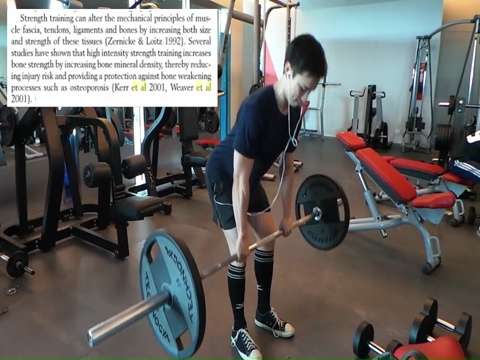 Strength training can alter the mechanical principles of mus-
cle fascia, tendons, ligaments and bones by increasing both size
and strength of these tissues (Zernicke & Loitz 1992). Several
studies have shown that high intensity strength training increases
bone strength by increasing bone mineral density, thereby reduc-
ing injury risk and providing a protection against bone weakening
processes such as osteoporosis (Kerr et al 2001, Weaver et al
2001).
TECHNOGYM